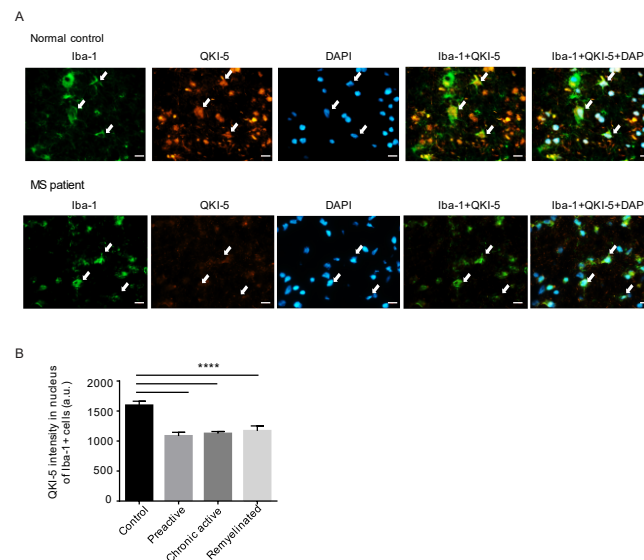 A
Normal control
Iba-1 QKI-5 DAPI Iba-1+QKI-5 Iba-1+QKI-5+DAPI
MS patient
Iba-1 QKI-5 DAPI Iba-1+QKI-5 Iba-1+QKI-5+DAP
B
****
QKI-5 intensity in nucleus
of Iba-1+ cells (a.u.)
2000
1500
1000
500
0
Control
Preactive
Chronic active
Remyelinated